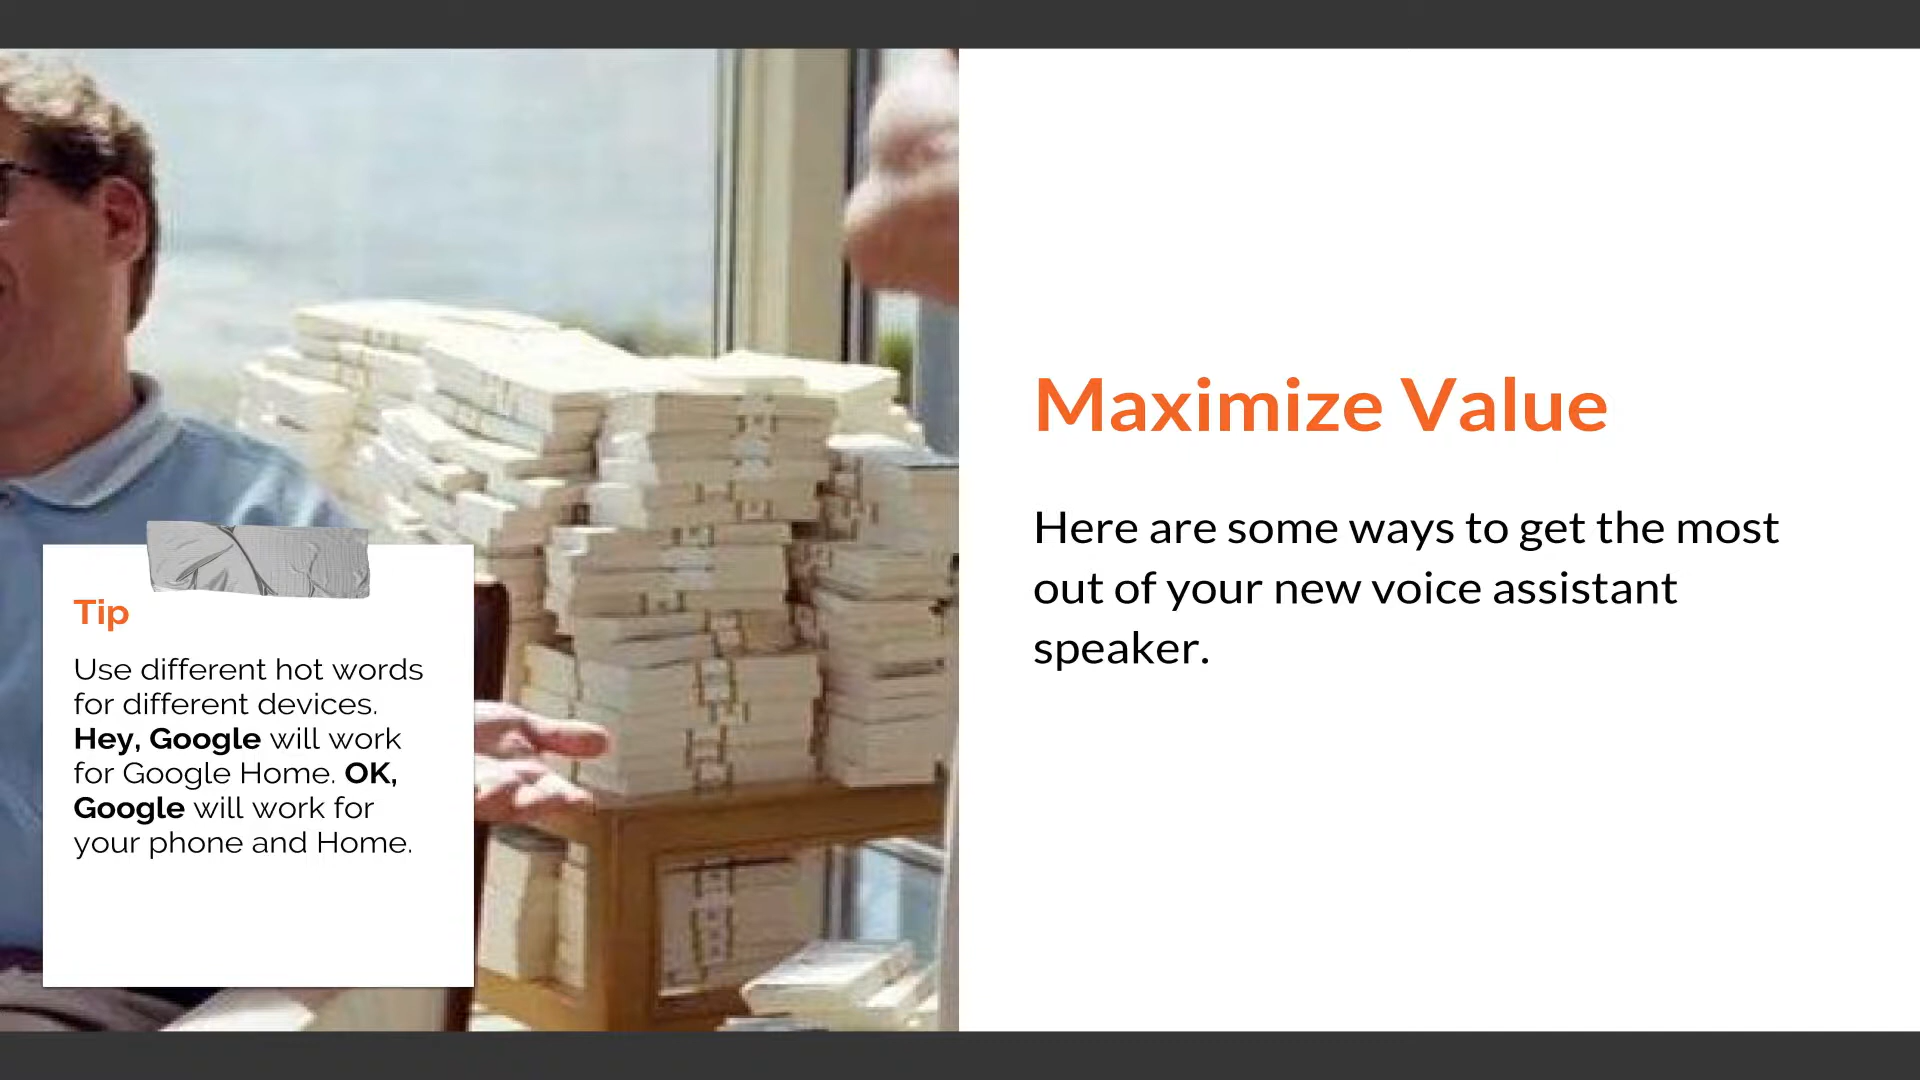 Maximize Value
Here are some ways to get the most
out of your new voice assistant
speaker.
Tip
Use different hot words
for different devices.
Hey, Google will work
for Google Home. OK,
Google will work for
your phone and Home.